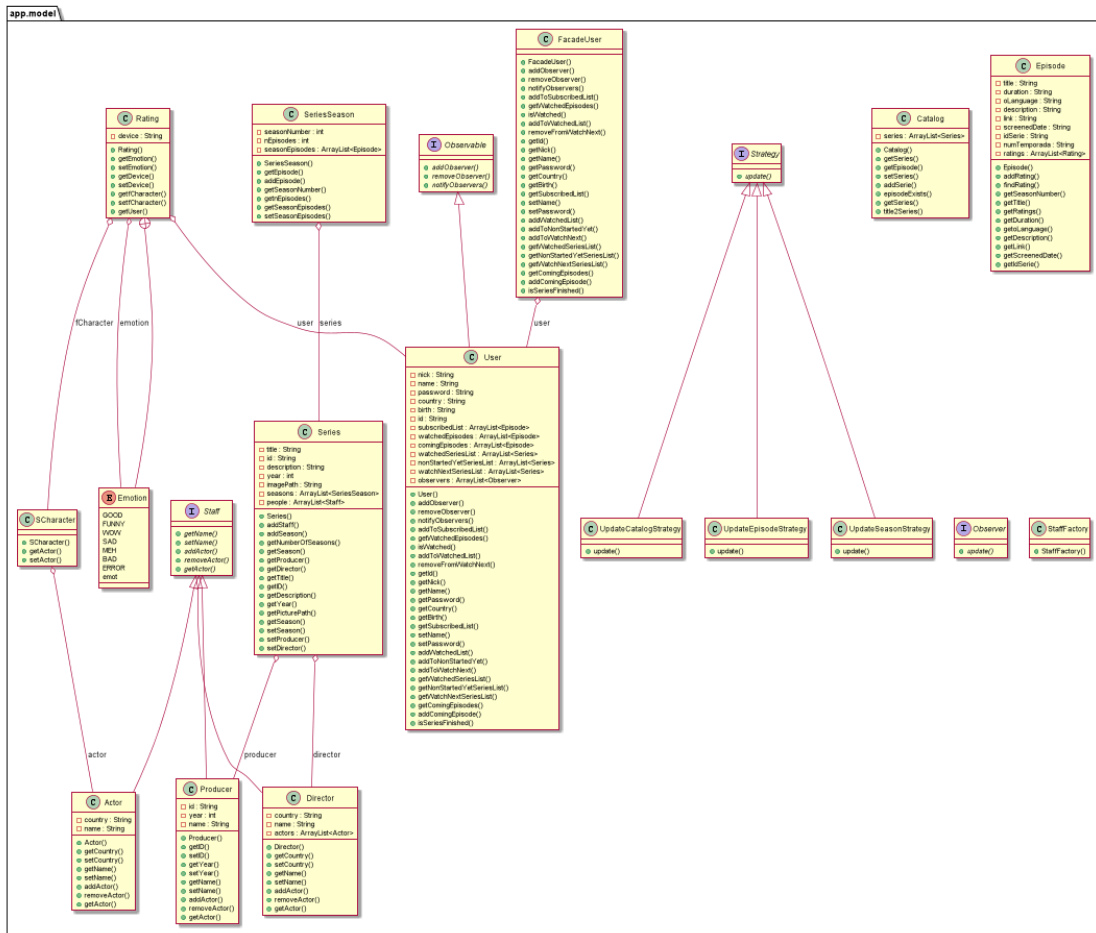 app.model
C FacadeUser
FacadeUser()
addObserver()
removeObserver()
notifyObservers()
addToSubscribedList()
getWatchedEpisodes()
isWatched()
addToWatchedList()
removeFromWatchNext()
getId()
getNick()
getName()
getPassword()
getCountry()
getBirth()
getSubscribedList()
setName()
setPassword()
addWatchedList()
addToNonStartedYet()
addToWatchNext()
getWatchedSeriesList()
getNonStartedYetSeriesList()
getWatchNextSeriesList()
getComingEpisodes()
addComingEpisode()
isSeriesFinished()
C Episode
title : String
duration : String
oLanguage : String
description : String
link : String
screenedDate : String
idSerie : String
numTemporada : String
ratings : ArrayList<Rating>
Episode()
addRating()
findRating()
getSeasonNumber()
getTitle()
getRatings()
getDuration()
getoLanguage()
getDescription()
getLink()
getScreenedDate()
getIdSerie()
C Rating
device : String
Rating()
getEmotion()
setEmotion()
getDevice()
setDevice()
getfCharacter()
setfCharacter()
getUser()
C SeriesSeason
seasonNumber : int
nEpisodes : int
seasonEpisodes : ArrayList<Episode>
SeriesSeason()
getEpisode()
addEpisode()
getSeasonNumber()
getnEpisodes()
getSeasonEpisodes()
setSeasonEpisodes()
I Observable
addObserver()
removeObserver()
notifyObservers()
I Strategy
update()
C Catalog
series : ArrayList<Series>
Catalog()
getSeries()
getEpisode()
setSeries()
addSerie()
episodeExists()
getSeries()
title2Series()
fCharacter
emotion
user
series
user
C User
nick : String
name : String
password : String
country : String
birth : String
id : String
subscribedList : ArrayList<Episode>
watchedEpisodes : ArrayList<Episode>
comingEpisodes : ArrayList<Episode>
watchedSeriesList : ArrayList<Series>
nonStartedYetSeriesList : ArrayList<Series>
watchNextSeriesList : ArrayList<Series>
observers : ArrayList<Observer>
User()
addObserver()
removeObserver()
notifyObservers()
addToSubscribedList()
getWatchedEpisodes()
isWatched()
addToWatchedList()
removeFromWatchNext()
getId()
getNick()
getName()
getPassword()
getCountry()
getBirth()
getSubscribedList()
setName()
setPassword()
addWatchedList()
addToNonStartedYet()
addToWatchNext()
getWatchedSeriesList()
getNonStartedYetSeriesList()
getWatchNextSeriesList()
getComingEpisodes()
addComingEpisode()
isSeriesFinished()
C Series
title : String
id : String
description : String
year : int
imagePath : String
seasons : ArrayList<SeriesSeason>
people : ArrayList<Staff>
Series()
addStaff()
addSeason()
getNumberOfSeasons()
getSeason()
getProducer()
getDirector()
getTitle()
getID()
getDescription()
getYear()
getPicturePath()
getSeason()
setSeason()
setProducer()
setDirector()
C SCharacter
SCharacter()
getActor()
setActor()
E Emotion
GOOD
FUNNY
WOW
SAD
MEH
BAD
ERROR
emot
I Staff
getName()
setName()
addActor()
removeActor()
getActor()
C UpdateCatalogStrategy
update()
C UpdateEpisodeStrategy
update()
C UpdateSeasonStrategy
update()
I Observer
update()
C StaffFactory
StaffFactory()
actor
producer
director
C Actor
country : String
name : String
Actor()
getCountry()
setCountry()
getName()
setName()
addActor()
removeActor()
getActor()
C Producer
id : String
year : int
name : String
Producer()
getID()
setID()
getYear()
setYear()
getName()
setName()
addActor()
removeActor()
getActor()
C Director
country : String
name : String
actors : ArrayList<Actor>
Director()
getCountry()
setCountry()
getName()
setName()
addActor()
removeActor()
getActor()